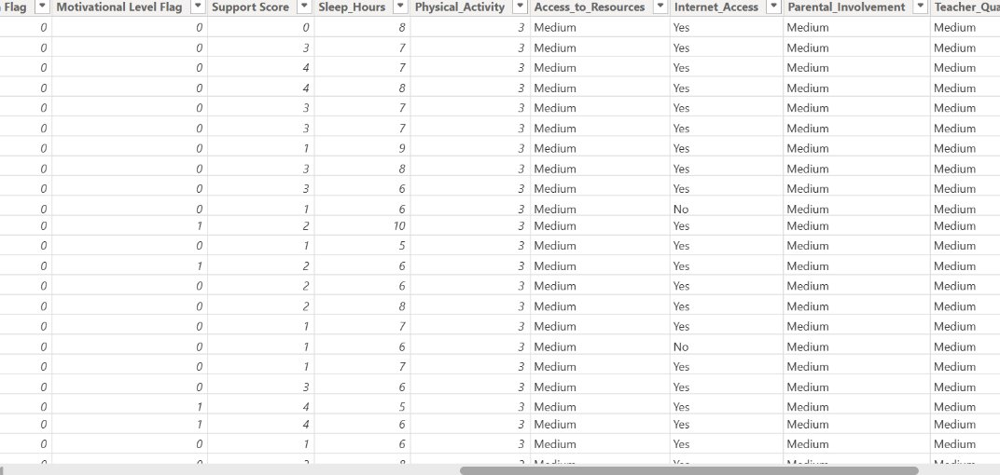 Flag Motivational Level Flag Support Score Sleep_Hours Physical_Activity Access_to_Resources Internet_Access Parental_Involvement
0 0 0 8 3 Medium Yes Medium Medium
0 0 3 7 3 Medium Yes Medium Medium
0 0 4 7 3 Medium Yes Medium Medium
0 0 4 8 3 Medium Yes Medium Medium
0 0 3 7 3 Medium Yes Medium Medium
0 0 3 7 3 Medium Yes Medium Medium
0 0 1 9 3 Medium Yes Medium Medium
0 0 3 8 3 Medium Yes Medium Medium
0 0 3 6 3 Medium Yes Medium Medium
0 0 1 6 3 Medium No Medium Medium
0 1 2 10 3 Medium Yes Medium Medium
0 0 1 5 3 Medium Yes Medium Medium
0 1 2 6 3 Medium Yes Medium Medium
0 0 2 6 3 Medium Yes Medium Medium
0 0 2 8 3 Medium Yes Medium Medium
0 0 1 7 3 Medium Yes Medium Medium
0 0 1 6 3 Medium No Medium Medium
0 0 1 7 3 Medium Yes Medium Medium
0 0 3 6 3 Medium Yes Medium Medium
0 1 4 5 3 Medium Yes Medium Medium
0 1 4 6 3 Medium Yes Medium Medium
0 0 1 6 3 Medium Yes Medium Medium